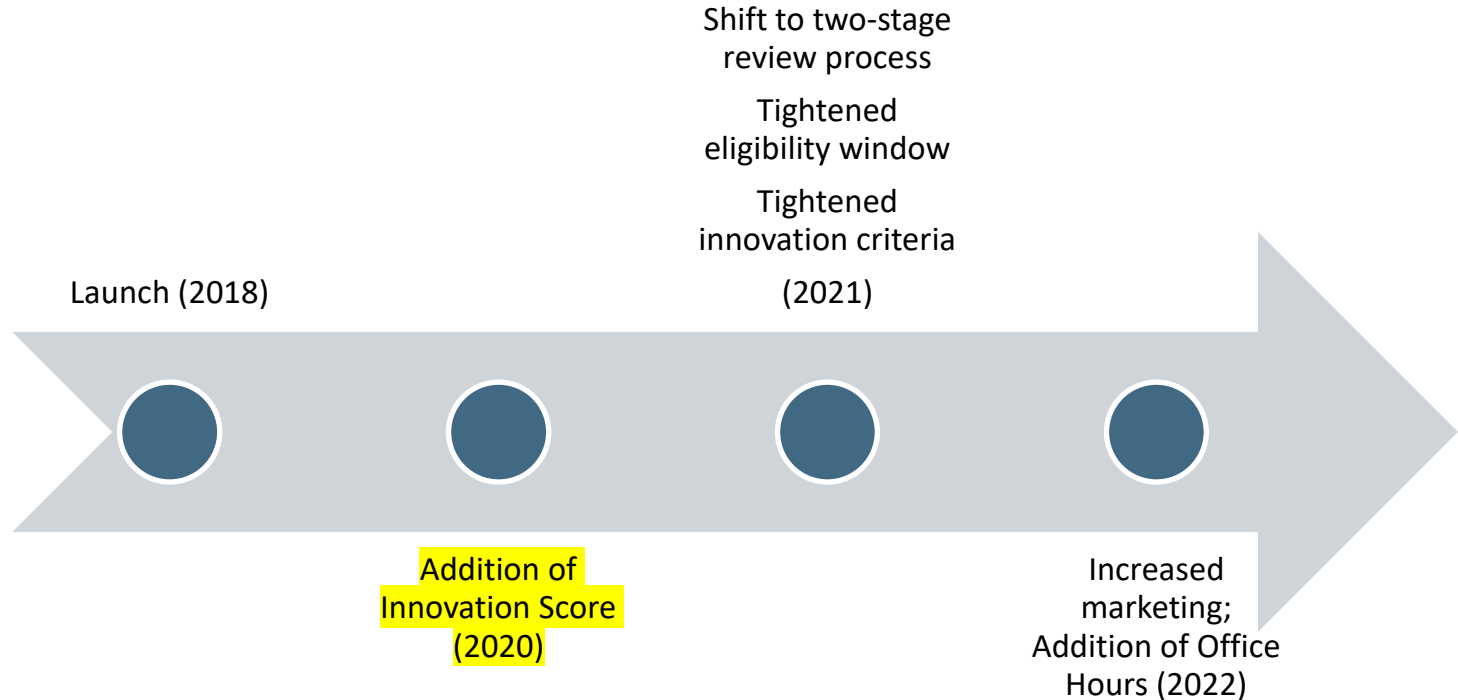 Shift to two-stage
review process
Tightened
eligibility window
Tightened
innovation criteria
Launch (2018)
(2021)
Addition of
Innovation Score
(2020)
Increased
marketing;
Addition of Office
Hours (2022)